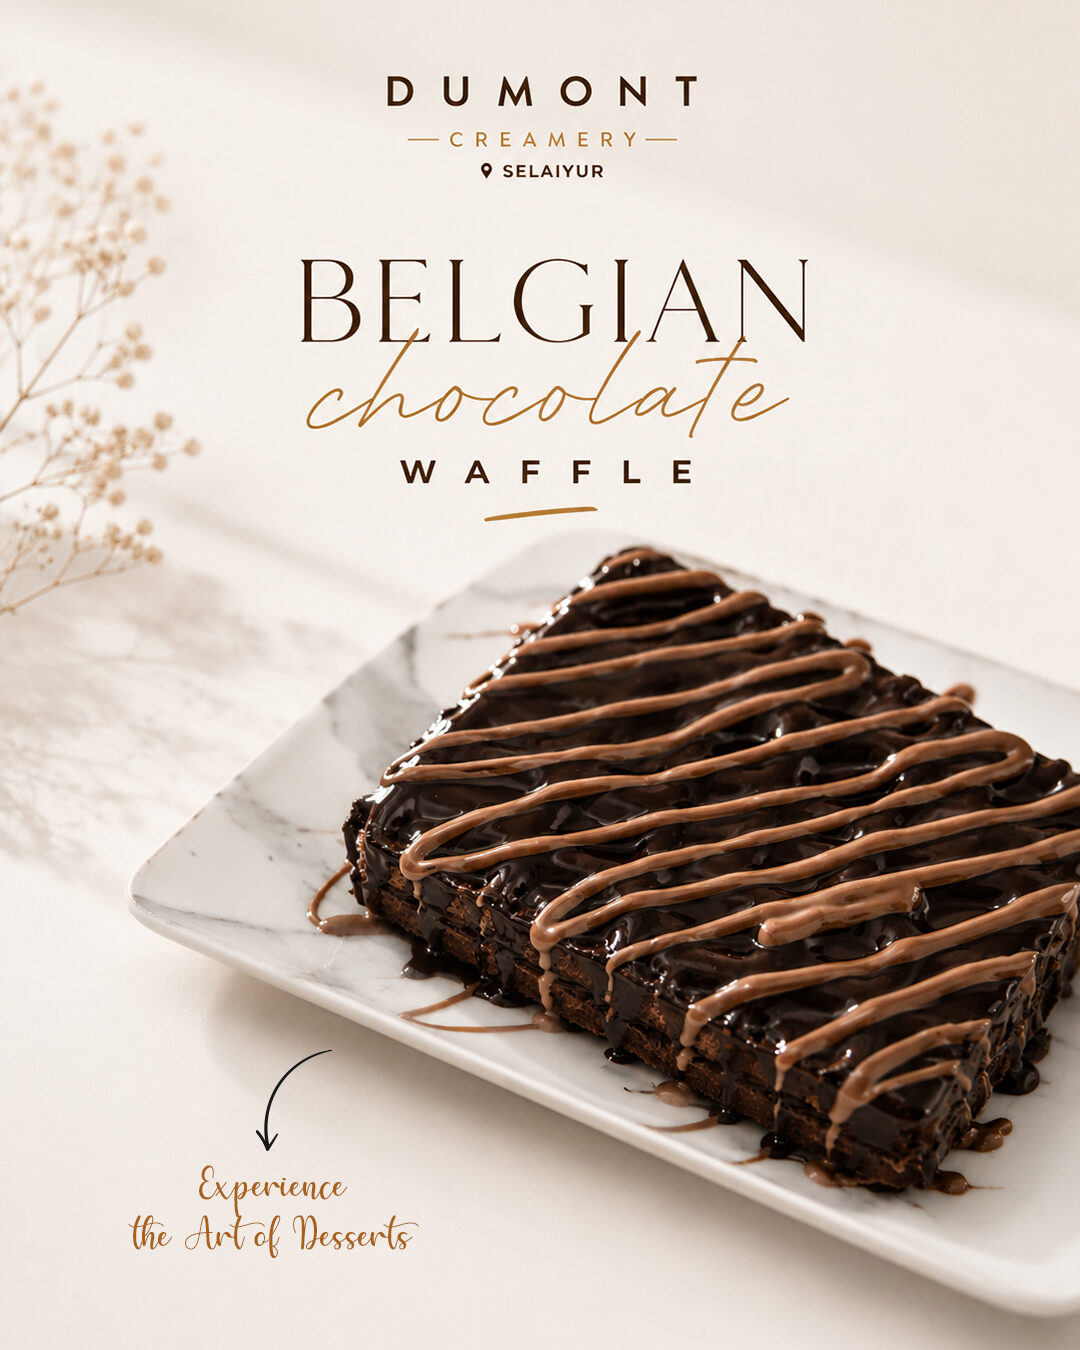 DUMONT
CREAMERY
SELAIYUR
BELGIAN
chocolate
WAFFLE
Experience
the Art of Desserts